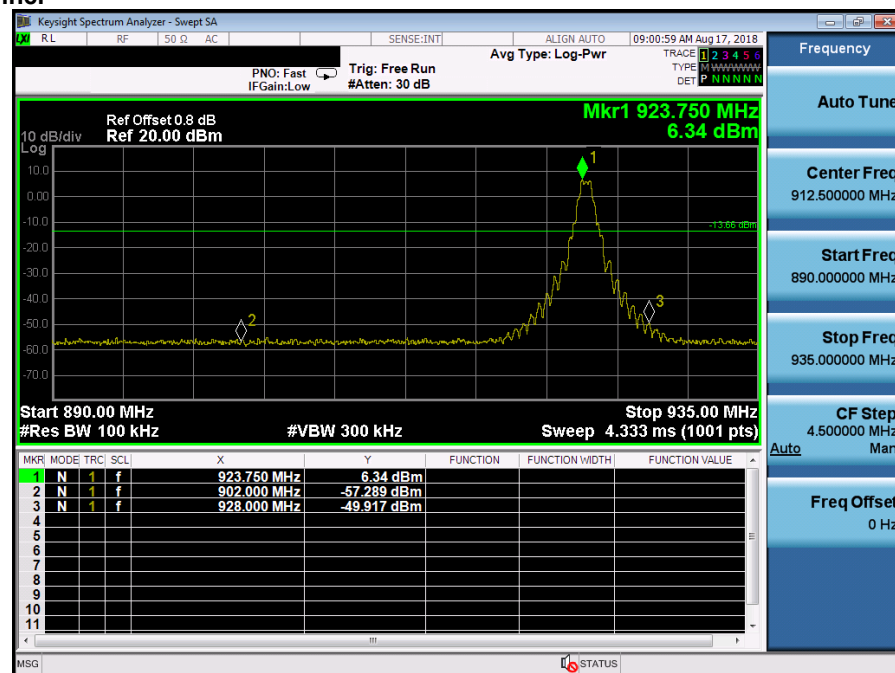 Keysight Spectrum Analyzer - Swept SA
LXI RL RF 50 Ω AC SENSE:INT ALIGN AUTO 09:00:59 AM Aug 17, 2018
PNO: Fast Trig: Free Run Avg Type: Log-Pwr TRACE 1 2 3 4 5 6
IFGain:Low #Atten: 30 dB TYPE M WWWWW
DET P N N N N N
Ref Offset 0.8 dB Mkr1 923.750 MHz
10 dB/div Ref 20.00 dBm 6.34 dBm
Log
10.0
0.00
-10.0
-13.66 dBm
-20.0
-30.0
-40.0
-50.0
-60.0
-70.0
1
2
3
Start 890.00 MHz Stop 935.00 MHz
#Res BW 100 kHz #VBW 300 kHz Sweep 4.333 ms (1001 pts)
MKR MODE TRC SCL X Y FUNCTION FUNCTION WIDTH FUNCTION VALUE
1 N 1 f 923.750 MHz 6.34 dBm
2 N 1 f 902.000 MHz -57.289 dBm
3 N 1 f 928.000 MHz -49.917 dBm
4
5
6
7
8
9
10
11
MSG STATUS
Frequency
Auto Tune
Center Freq
912.500000 MHz
Start Freq
890.000000 MHz
Stop Freq
935.000000 MHz
CF Step
4.500000 MHz
Auto Man
Freq Offset
0 Hz